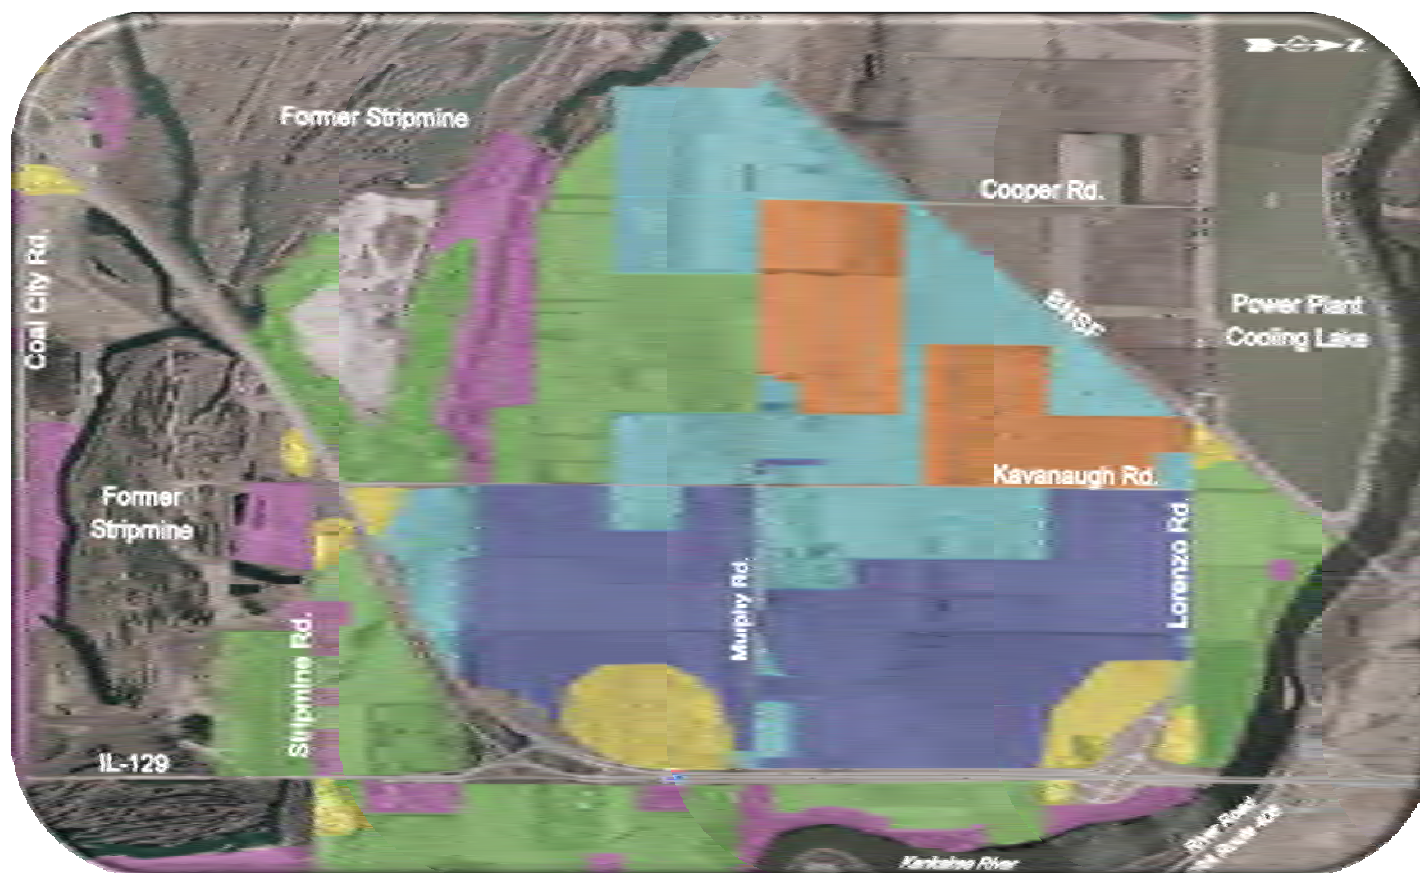 Former Stripmine
Cooper Rd.
Coal City Rd.
BNSF
Power Plant
Cooling Lake
Kavanaugh Rd.
Former
Stripmine
Lorenzo Rd.
Murphy Rd.
Stripmine Rd.
IL-129
River Road
Kankakee River